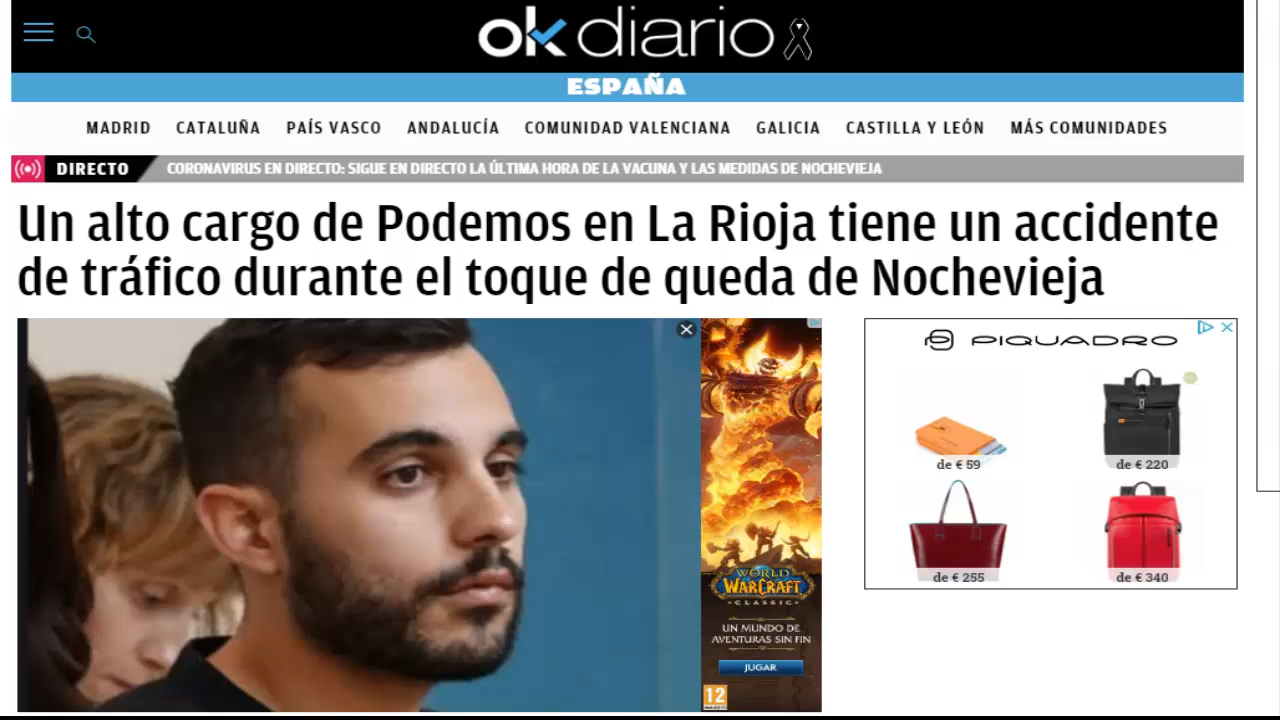 ok diario
ESPAÑA
MADRID CATALUÑA PAÍS VASCO ANDALUCÍA COMUNIDAD VALENCIANA GALICIA CASTILLA Y LEÓN MÁS COMUNIDADES
DIRECTO CORONAVIRUS EN DIRECTO: SIGUE EN DIRECTO LA ÚLTIMA HORA DE LA VACUNA Y LAS MEDIDAS DE NOCHEVIEJA
Un alto cargo de Podemos en La Rioja tiene un accidente
de tráfico durante el toque de queda de Nochevieja
WORLD
WARCRAFT
CLASSIC
UN MUNDO DE
AVENTURAS SIN FIN
JUGAR
12
PIQUADRO
de € 59 de € 220
de € 255 de € 340